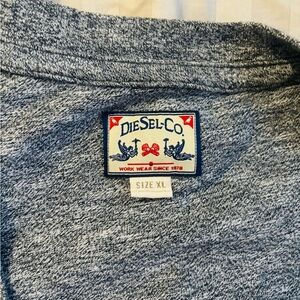 DIESEL-CO.
WORK WEAR SINCE 1978
SIZE XL